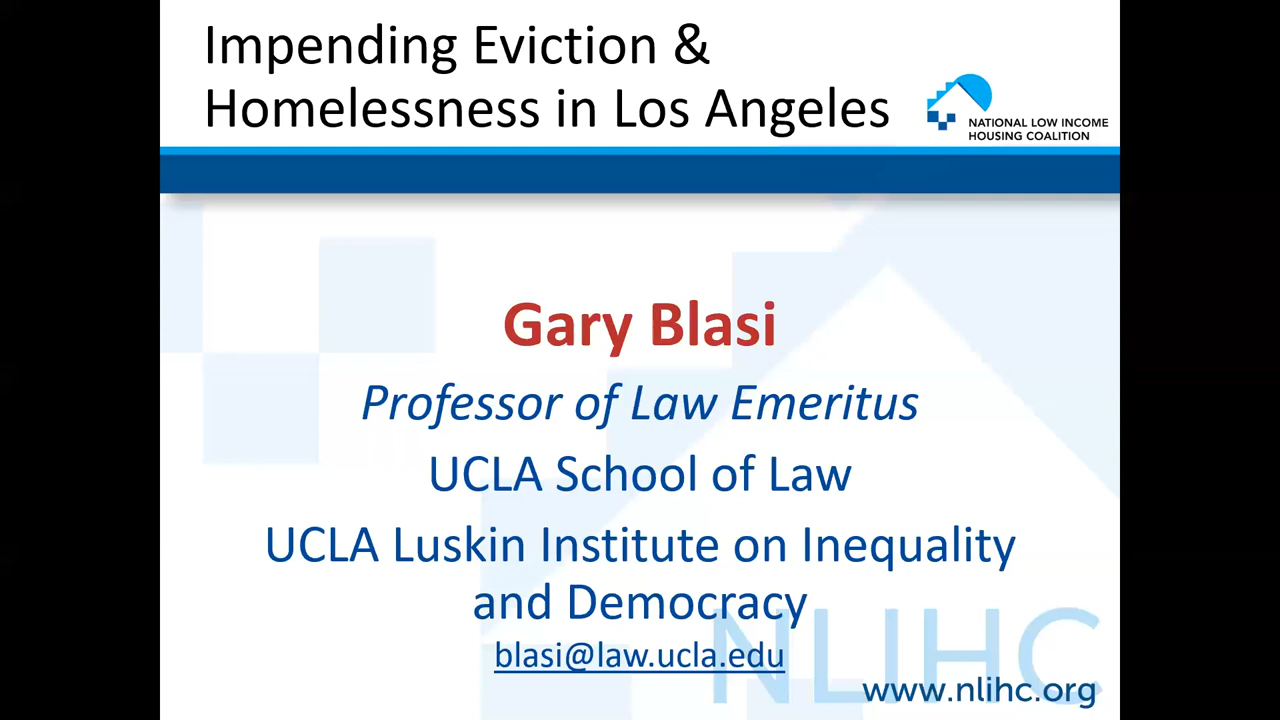 Impending Eviction &
Homelessness in Los Angeles
NATIONAL LOW INCOME
HOUSING COALITION
Gary Blasi
Professor of Law Emeritus
UCLA School of Law
UCLA Luskin Institute on Inequality
and Democracy
blasi@law.ucla.edu
NLIHC
www.nlihc.org